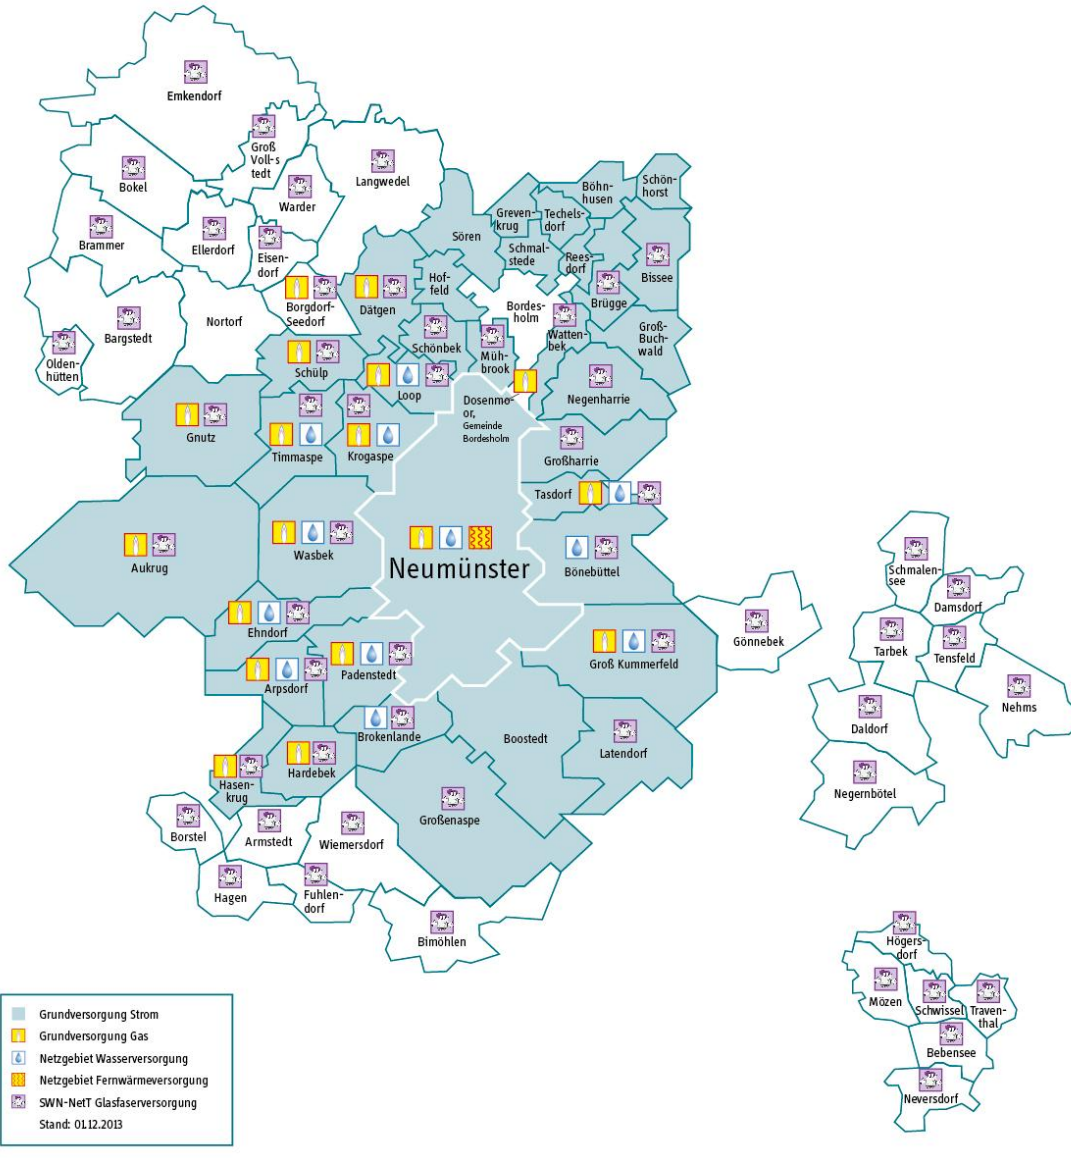 Emkendorf
Groß
Voll-s
tedt
Bokel
Langwedel
Warder
Brammer
Ellerdorf
Eisen-
dorf
Borgdorf-
Seedorf
Bargstedt
Nortorf
Olden-
hütten
Dätgen
Sören
Greven-
krug
Techels-
dorf
Böhn-
husen
Schön-
horst
Schmal-
stede
Rees-
dorf
Bissee
Hof-
feld
Brügge
Bordes-
holm
Schönbek
Müh-
brook
Watten-
bek
Groß-
Buch-
wald
Schülp
Loop
Negenharrie
Dosenmo-
or,
Gemeinde
Bordesholm
Gnutz
Timmaspe
Krogaspe
Großharrie
Tasdorf
Aukrug
Wasbek
Neumünster
Bönebüttel
Ehndorf
Padenstedt
Arpsdorf
Groß Kummerfeld
Gönnebek
Schmalen-
see
Damsdorf
Tarbek
Tensfeld
Nehms
Daldorf
Negernbötel
Brokenlande
Boostedt
Latendorf
Hardebek
Hasen-
krug
Großenaspe
Borstel
Armstedt
Wiemersdorf
Hagen
Fuhlen-
dorf
Bimöhlen
Högers-
dorf
Mözen
Schwissel
Traven-
thal
Bebensee
Neversdorf
Grundversorgung Strom
Grundversorgung Gas
Netzgebiet Wasserversorgung
Netzgebiet Fernwärmeversorgung
SWN-NetT Glasfaserversorgung
Stand: 01.12.2013